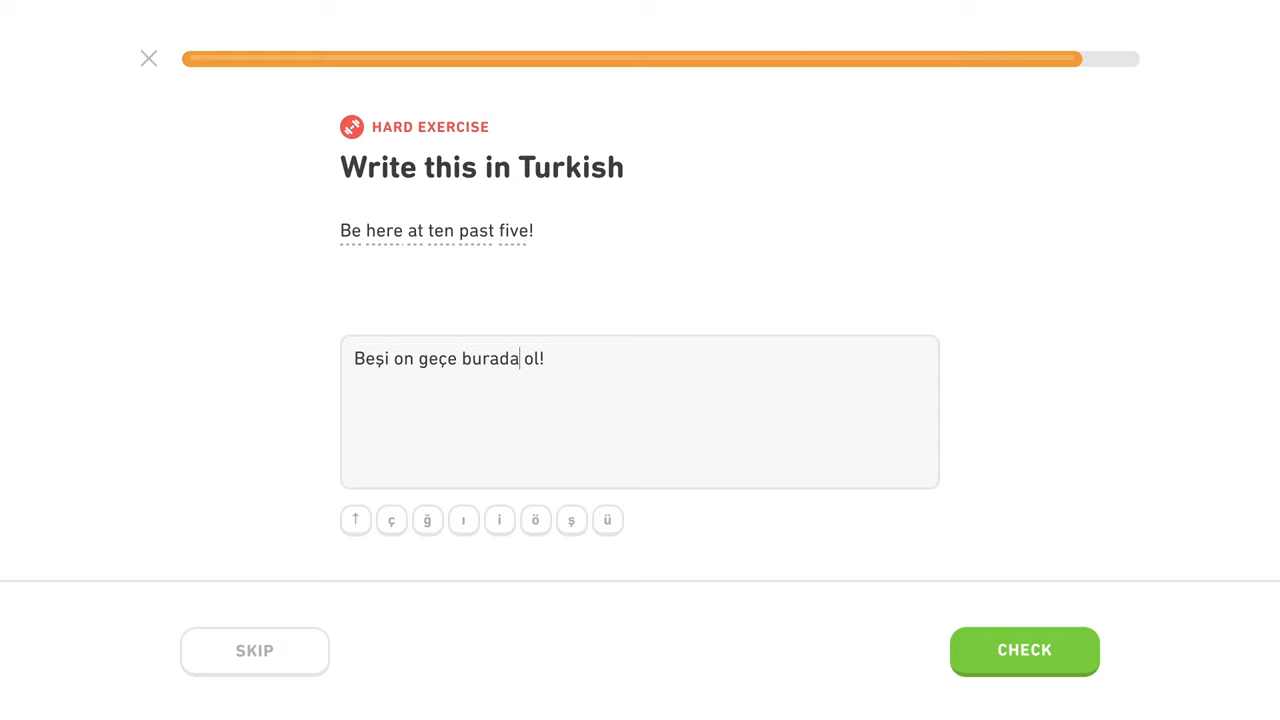 HARD EXERCISE
Write this in Turkish
Be here at ten past five!
Beşi on geçe burada ol!
↑ ç ğ ı i ö ş ü
SKIP
CHECK